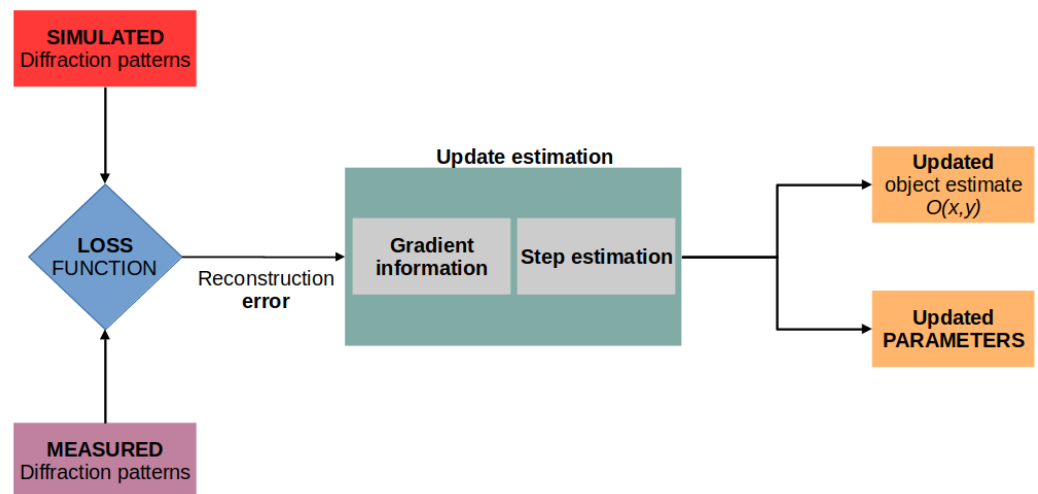 SIMULATED
Diffraction patterns
Update estimation
Updated
object estimate
O(x,y)
LOSS
FUNCTION
Reconstruction
error
Gradient
information
Step estimation
Updated
PARAMETERS
MEASURED
Diffraction patterns